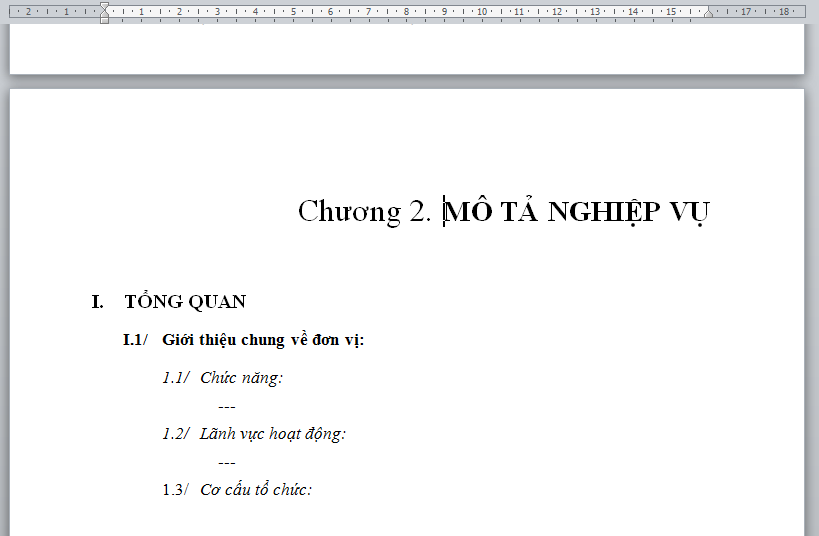 2 1 1 2 3 4 5 6 7 8 9 10 11 12 13 14 15 17 18
Chương 2. MÔ TẢ NGHIỆP VỤ
I. TỔNG QUAN
I.1/ Giới thiệu chung về đơn vị:
1.1/ Chức năng:
---
1.2/ Lãnh vực hoạt động:
---
1.3/ Cơ cấu tổ chức: